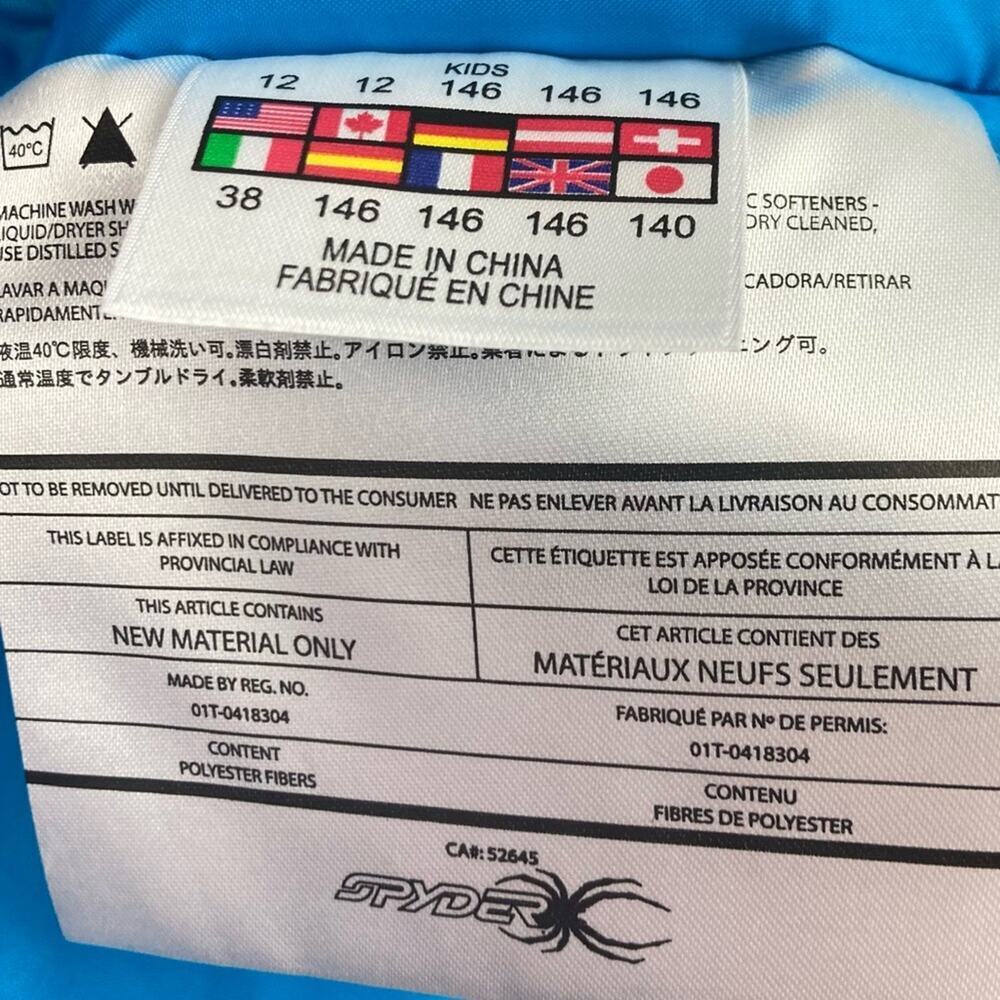 KIDS
12 12 146 146 146
38 146 146 146 140
MADE IN CHINA
FABRIQUÉ EN CHINE
40°C
MACHINE WASH
LIQUID/DRYER
USE DISTILLED
C SOFTENERS -
DRY CLEANED,
LAVAR A
CADORA/RETIRAR
液温40℃限度、機械洗い可。漂白剤禁止。アイロン禁止。 ング可。
通常温度でタンブルドライ。柔軟剤禁止。
OT TO BE REMOVED UNTIL DELIVERED TO THE CONSUMER NE PAS ENLEVER AVANT LA LIVRAISON AU CONSOMMAT
THIS LABEL IS AFFIXED IN COMPLIANCE WITH
PROVINCIAL LAW
CETTE ÉTIQUETTE EST APPOSÉE CONFORMÉMENT À LA
LOI DE LA PROVINCE
THIS ARTICLE CONTAINS
NEW MATERIAL ONLY
CET ARTICLE CONTIENT DES
MATÉRIAUX NEUFS SEULEMENT
MADE BY REG. NO.
01T-0418304
FABRIQUÉ PAR Nº DE PERMIS:
01T-0418304
CONTENT
POLYESTER FIBERS
CONTENU
FIBRES DE POLYESTER
CA#: 52645
SPYDER